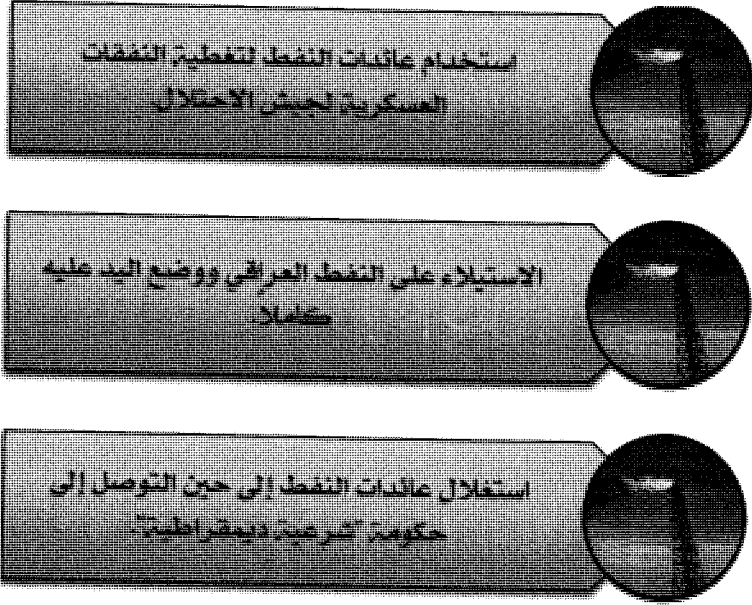 استخدام عائدات النفط لتغطية النفقات
العسكرية لجيش الاحتلال.
الاستيلاء على النفط العراقي ووضع اليد عليه
كاملا.
استغلال عائدات النفط إلى حين التوصل إلى
حكومة "شرعية ديمقراطية".